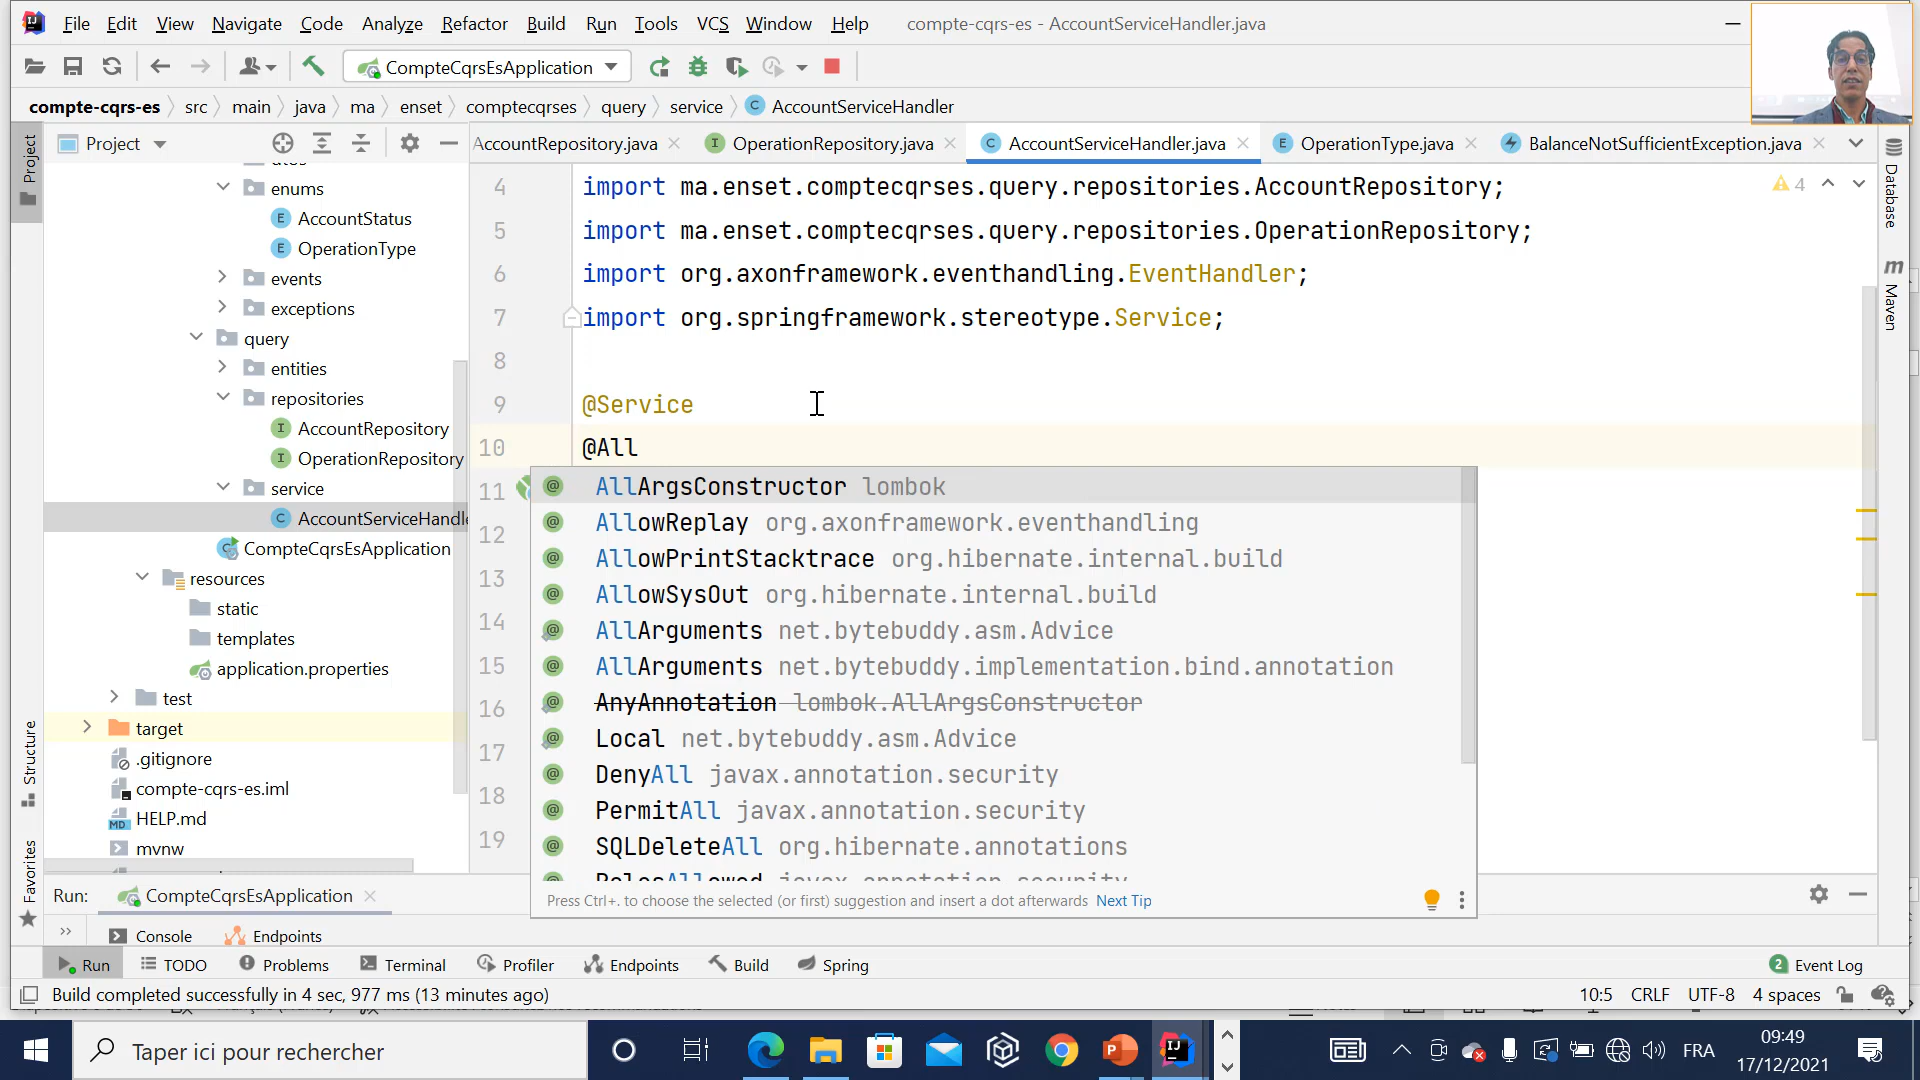 File Edit View Navigate Code Analyze Refactor Build Run Tools VCS Window Help compte-cqrs-es - AccountServiceHandler.java
CompteCqrsEsApplication
compte-cqrs-es src main java ma enset comptecqrses query service AccountServiceHandler
Project
AccountRepository.java OperationRepository.java AccountServiceHandler.java OperationType.java BalanceNotSufficientException.java
Project
Structure
Favorites
Database
Maven
enums
AccountStatus
OperationType
events
exceptions
query
entities
repositories
AccountRepository
OperationRepository
service
AccountServiceHandle
CompteCqrsEsApplication
resources
static
templates
application.properties
test
target
.gitignore
compte-cqrs-es.iml
HELP.md
mvnw
4 import ma.enset.comptecqrses.query.repositories.AccountRepository;
4
5 import ma.enset.comptecqrses.query.repositories.OperationRepository;
6 import org.axonframework.eventhandling.EventHandler;
7 import org.springframework.stereotype.Service;
8
9 @Service
10 @All
11
12
13
14
15
16
17
18
19
AllArgsConstructor lombok
AllowReplay org.axonframework.eventhandling
AllowPrintStacktrace org.hibernate.internal.build
AllowSysOut org.hibernate.internal.build
AllArguments net.bytebuddy.asm.Advice
AllArguments net.bytebuddy.implementation.bind.annotation
AnyAnnotation lombok.AllArgsConstructor
Local net.bytebuddy.asm.Advice
DenyAll javax.annotation.security
PermitAll javax.annotation.security
SQLDeleteAll org.hibernate.annotations
RolesAllowed javax.annotation.security
Press Ctrl+. to choose the selected (or first) suggestion and insert a dot afterwards Next Tip
Run: CompteCqrsEsApplication
Console Endpoints
Run TODO Problems Terminal Profiler Endpoints Build Spring 2 Event Log
Build completed successfully in 4 sec, 977 ms (13 minutes ago) 10:5 CRLF UTF-8 4 spaces
Taper ici pour rechercher
FRA
09:49
17/12/2021